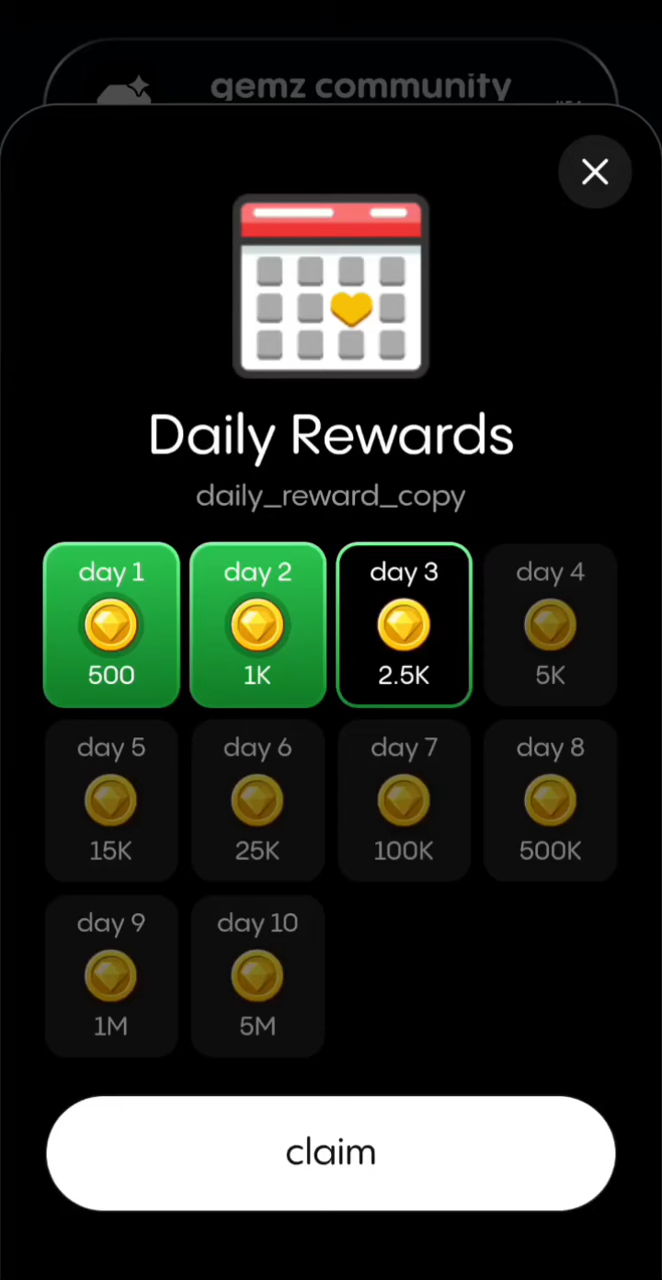 gemz community
Daily Rewards
daily_reward_copy
day 1
500
day 2
1K
day 3
2.5K
day 4
5K
day 5
15K
day 6
25K
day 7
100K
day 8
500K
day 9
1M
day 10
5M
claim